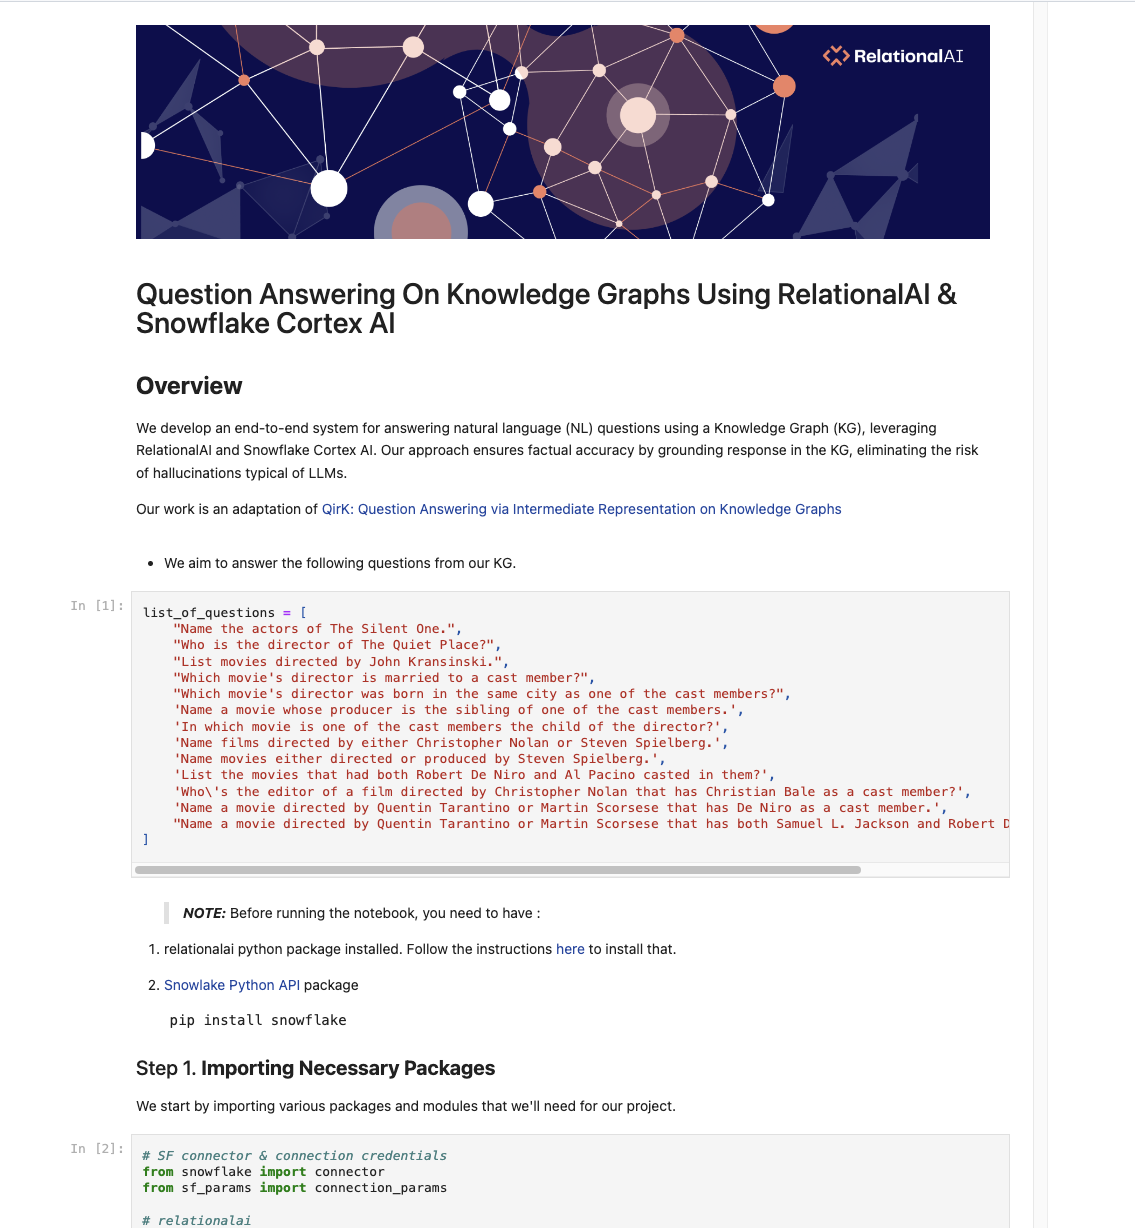 RelationalAI
Question Answering On Knowledge Graphs Using RelationalAI &
Snowflake Cortex AI
Overview
We develop an end-to-end system for answering natural language (NL) questions using a Knowledge Graph (KG), leveraging
RelationalAI and Snowflake Cortex AI. Our approach ensures factual accuracy by grounding response in the KG, eliminating the risk
of hallucinations typical of LLMs.
Our work is an adaptation of QirK: Question Answering via Intermediate Representation on Knowledge Graphs
• We aim to answer the following questions from our KG.
In [1]:
list_of_questions = [
    "Name the actors of The Silent One.",
    "Who is the director of The Quiet Place?",
    "List movies directed by John Kransinski.",
    "Which movie's director is married to a cast member?",
    "Which movie's director was born in the same city as one of the cast members?",
    'Name a movie whose producer is the sibling of one of the cast members.',
    'In which movie is one of the cast members the child of the director?',
    'Name films directed by either Christopher Nolan or Steven Spielberg.',
    'Name movies either directed or produced by Steven Spielberg.',
    'List the movies that had both Robert De Niro and Al Pacino casted in them?',
    'Who\'s the editor of a film directed by Christopher Nolan that has Christian Bale as a cast member?',
    'Name a movie directed by Quentin Tarantino or Martin Scorsese that has De Niro as a cast member.',
    "Name a movie directed by Quentin Tarantino or Martin Scorsese that has both Samuel L. Jackson and Robert D
]
NOTE: Before running the notebook, you need to have :
1. relationalai python package installed. Follow the instructions here to install that.
2. Snowlake Python API package
pip install snowflake
Step 1. Importing Necessary Packages
We start by importing various packages and modules that we'll need for our project.
In [2]:
# SF connector & connection credentials
from snowflake import connector
from sf_params import connection_params
# relationalai